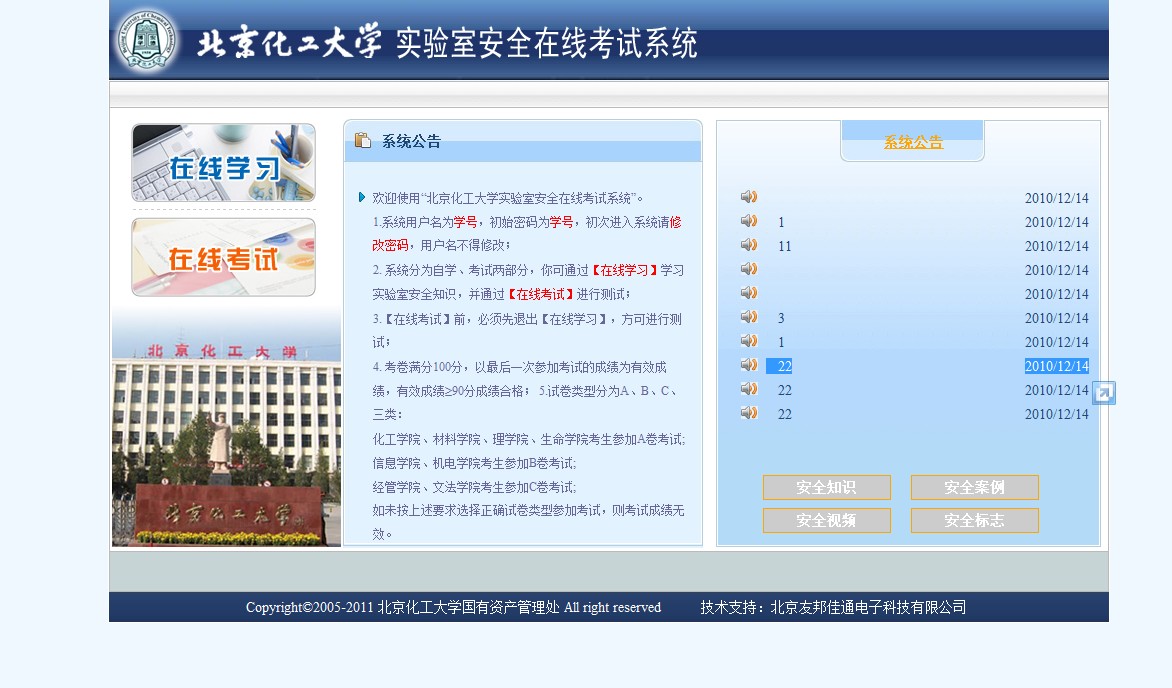 北京化工大学 实验室安全在线考试系统
在线学习
在线考试
北京化工大学
北京化工大学
系统公告
欢迎使用“北京化工大学实验室安全在线考试系统”。
1.系统用户名为学号，初始密码为学号，初次进入系统请修
改密码，用户名不得修改；
2. 系统分为自学、考试两部分，你可通过【在线学习】学习
实验室安全知识，并通过【在线考试】进行测试；
3.【在线考试】前，必须先退出【在线学习】，方可进行测
试；
4. 考卷满分100分，以最后一次参加考试的成绩为有效成
绩，有效成绩≥90分成绩合格； 5.试卷类型分为A、B、C、
三类：
化工学院、材料学院、理学院、生命学院考生参加A卷考试;
信息学院、机电学院考生参加B卷考试;
经管学院、文法学院考生参加C卷考试;
如未按上述要求选择正确试卷类型参加考试，则考试成绩无
效。
系统公告
2010/12/14
1 2010/12/14
11 2010/12/14
2010/12/14
2010/12/14
3 2010/12/14
1 2010/12/14
22 2010/12/14
22 2010/12/14
22 2010/12/14
安全知识 安全案例
安全视频 安全标志
Copyright©2005-2011 北京化工大学国有资产管理处 All right reserved 技术支持：北京友邦佳通电子科技有限公司